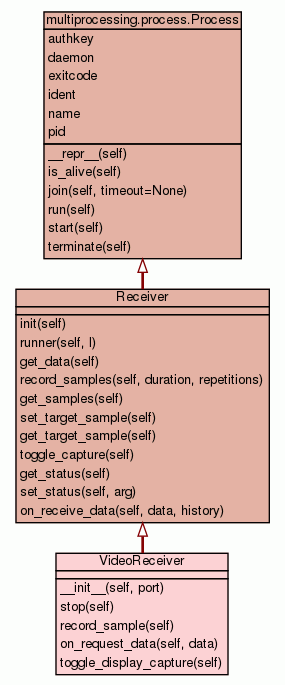 multiprocessing.process.Process
authkey
daemon
exitcode
ident
name
pid
__repr__(self)
is_alive(self)
join(self, timeout=None)
run(self)
start(self)
terminate(self)
Receiver
init(self)
runner(self, l)
get_data(self)
record_samples(self, duration, repetitions)
get_samples(self)
set_target_sample(self)
get_target_sample(self)
toggle_capture(self)
get_status(self)
set_status(self, arg)
on_receive_data(self, data, history)
VideoReceiver
__init__(self, port)
stop(self)
record_sample(self)
on_request_data(self, data)
toggle_display_capture(self)